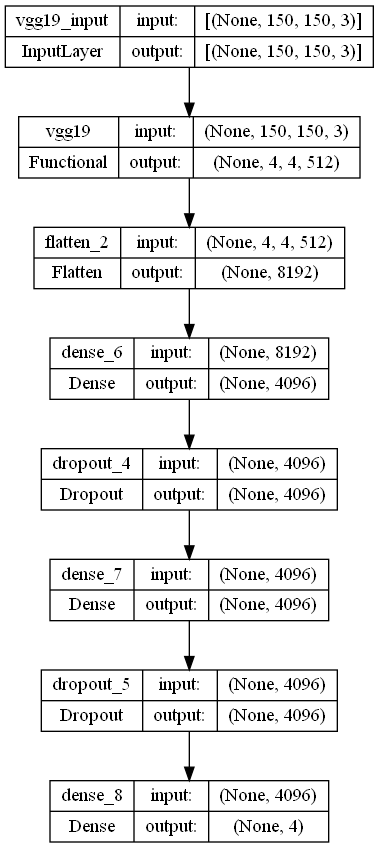 vgg19_input input: [(None, 150, 150, 3)]
InputLayer output: [(None, 150, 150, 3)]
vgg19 input: (None, 150, 150, 3)
Functional output: (None, 4, 4, 512)
flatten_2 input: (None, 4, 4, 512)
Flatten output: (None, 8192)
dense_6 input: (None, 8192)
Dense output: (None, 4096)
dropout_4 input: (None, 4096)
Dropout output: (None, 4096)
dense_7 input: (None, 4096)
Dense output: (None, 4096)
dropout_5 input: (None, 4096)
Dropout output: (None, 4096)
dense_8 input: (None, 4096)
Dense output: (None, 4)